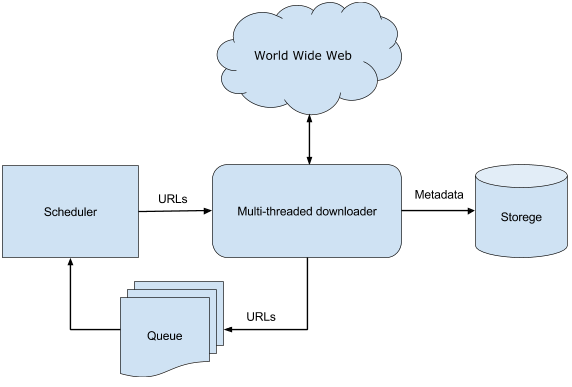 World Wide Web
Scheduler
URLs
Multi-threaded downloader
Metadata
Storege
Queue
URLs